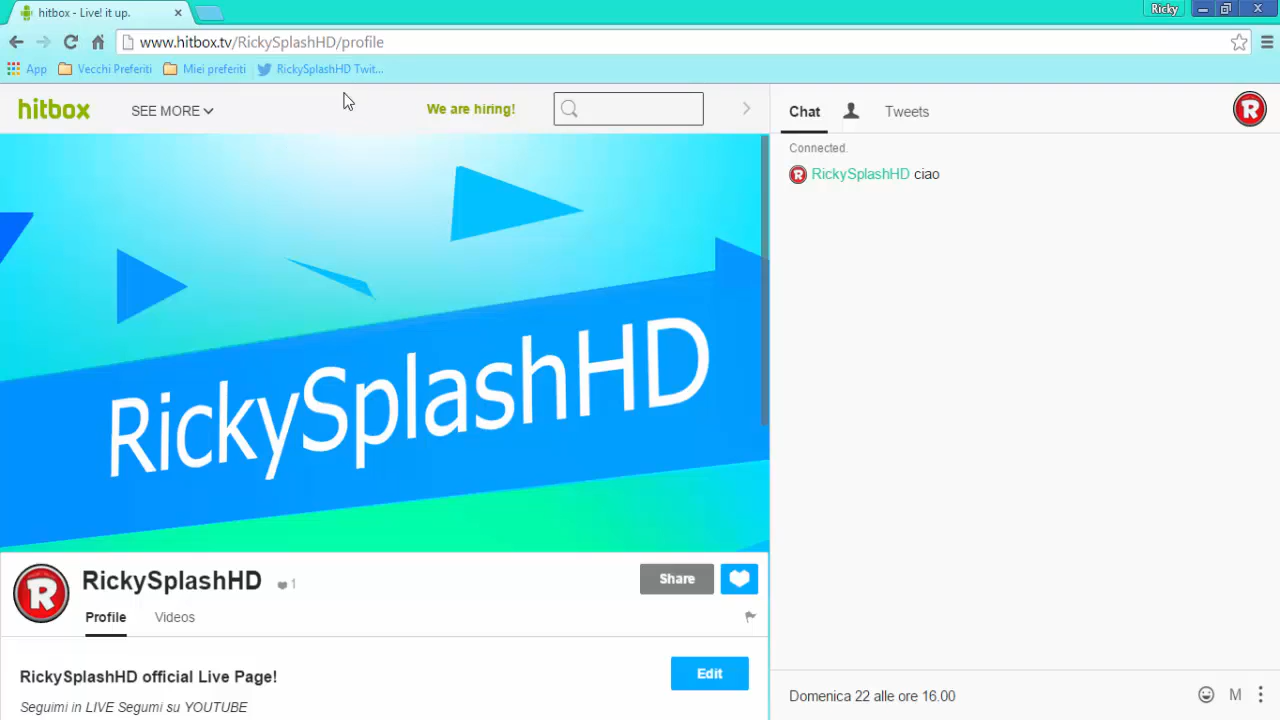 hitbox - Live! it up.
Ricky
www.hitbox.tv/RickySplashHD/profile
App Vecchi Preferiti Miei preferiti RickySplashHD Twit...
hitbox SEE MORE We are hiring!
Chat Tweets
R
Connected.
R RickySplashHD ciao
RickySplashHD
R RickySplashHD 1
Share
Profile Videos
RickySplashHD official Live Page!
Edit
Seguimi in LIVE Segumi su YOUTUBE
Domenica 22 alle ore 16.00 M